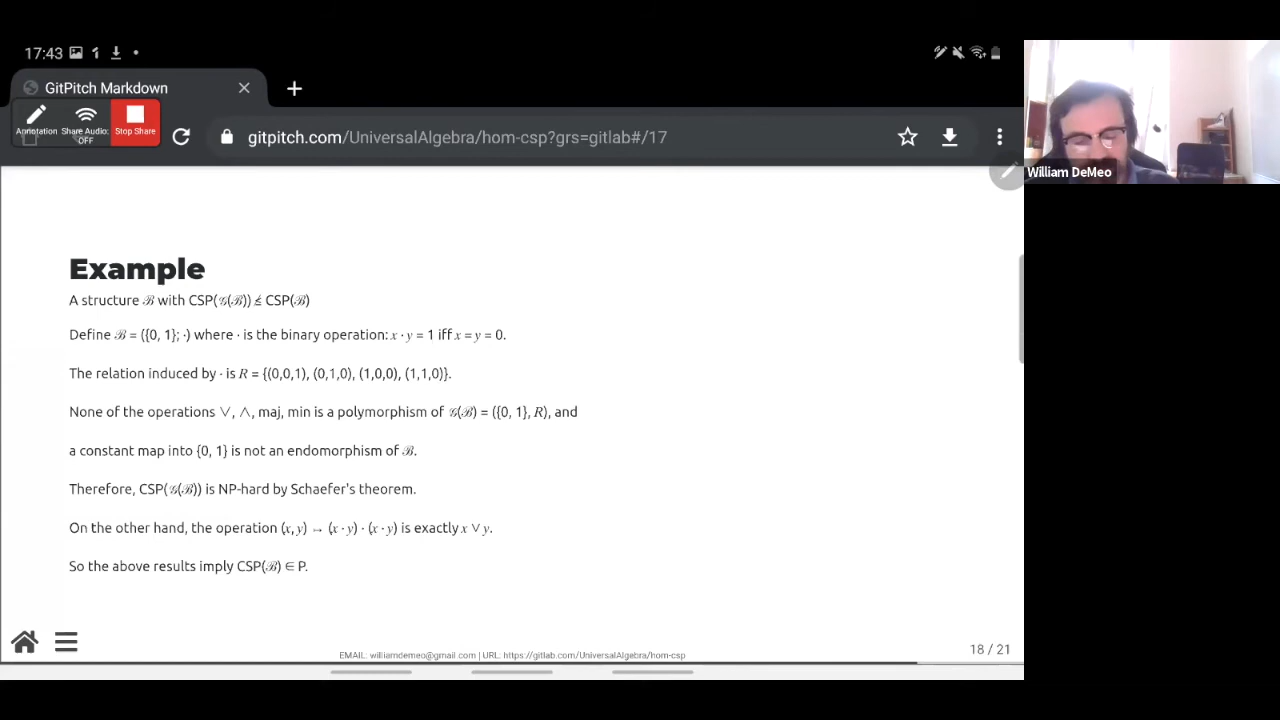 17:43
GitPitch Markdown
Annotation
Share Audio: OFF
Stop Share
gitpitch.com/UniversalAlgebra/hom-csp?grs=gitlab#/17
William DeMeo
Example
A structure ℬ with CSP(𝒢(ℬ)) ≰ CSP(ℬ)
Define ℬ = ({0, 1}; ·) where · is the binary operation: x · y = 1 iff x = y = 0.
The relation induced by · is R = {(0,0,1), (0,1,0), (1,0,0), (1,1,0)}.
None of the operations ∨, ∧, maj, min is a polymorphism of 𝒢(ℬ) = ({0, 1}, R), and
a constant map into {0, 1} is not an endomorphism of ℬ.
Therefore, CSP(𝒢(ℬ)) is NP-hard by Schaefer's theorem.
On the other hand, the operation (x, y) ↦ (x · y) · (x · y) is exactly x ∨ y.
So the above results imply CSP(ℬ) ∈ P.
EMAIL: williamdemeo@gmail.com | URL: https://gitlab.com/UniversalAlgebra/hom-csp
18 / 21